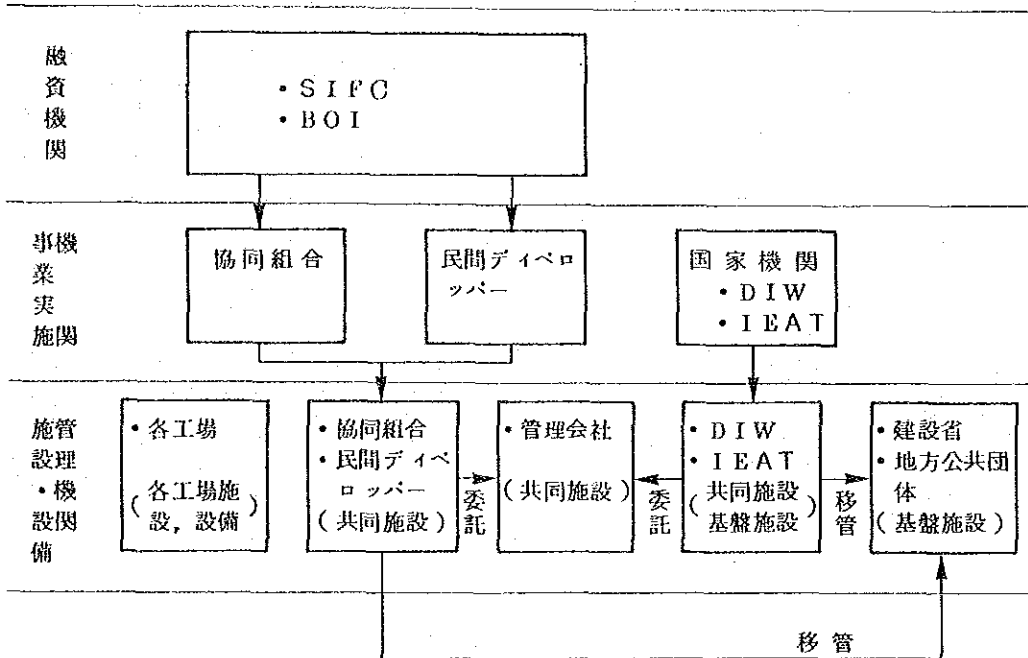 融資機関
・SIFC
・BOI
事業実施機関
協同組合
民間ディベロ
ッパー
国家機関
・DIW
・IEAT
施設・設備
管理機関
・各工場
(各工場施
設，設備)
・協同組合
・民間ディベ
ロッパー
(共同施設)
委託
・管理会社
(共同施設)
委託
・DIW
・IEAT
(共同施設
基盤施設)
移管
・建設省
・地方公共団
体
(基盤施設)
移管